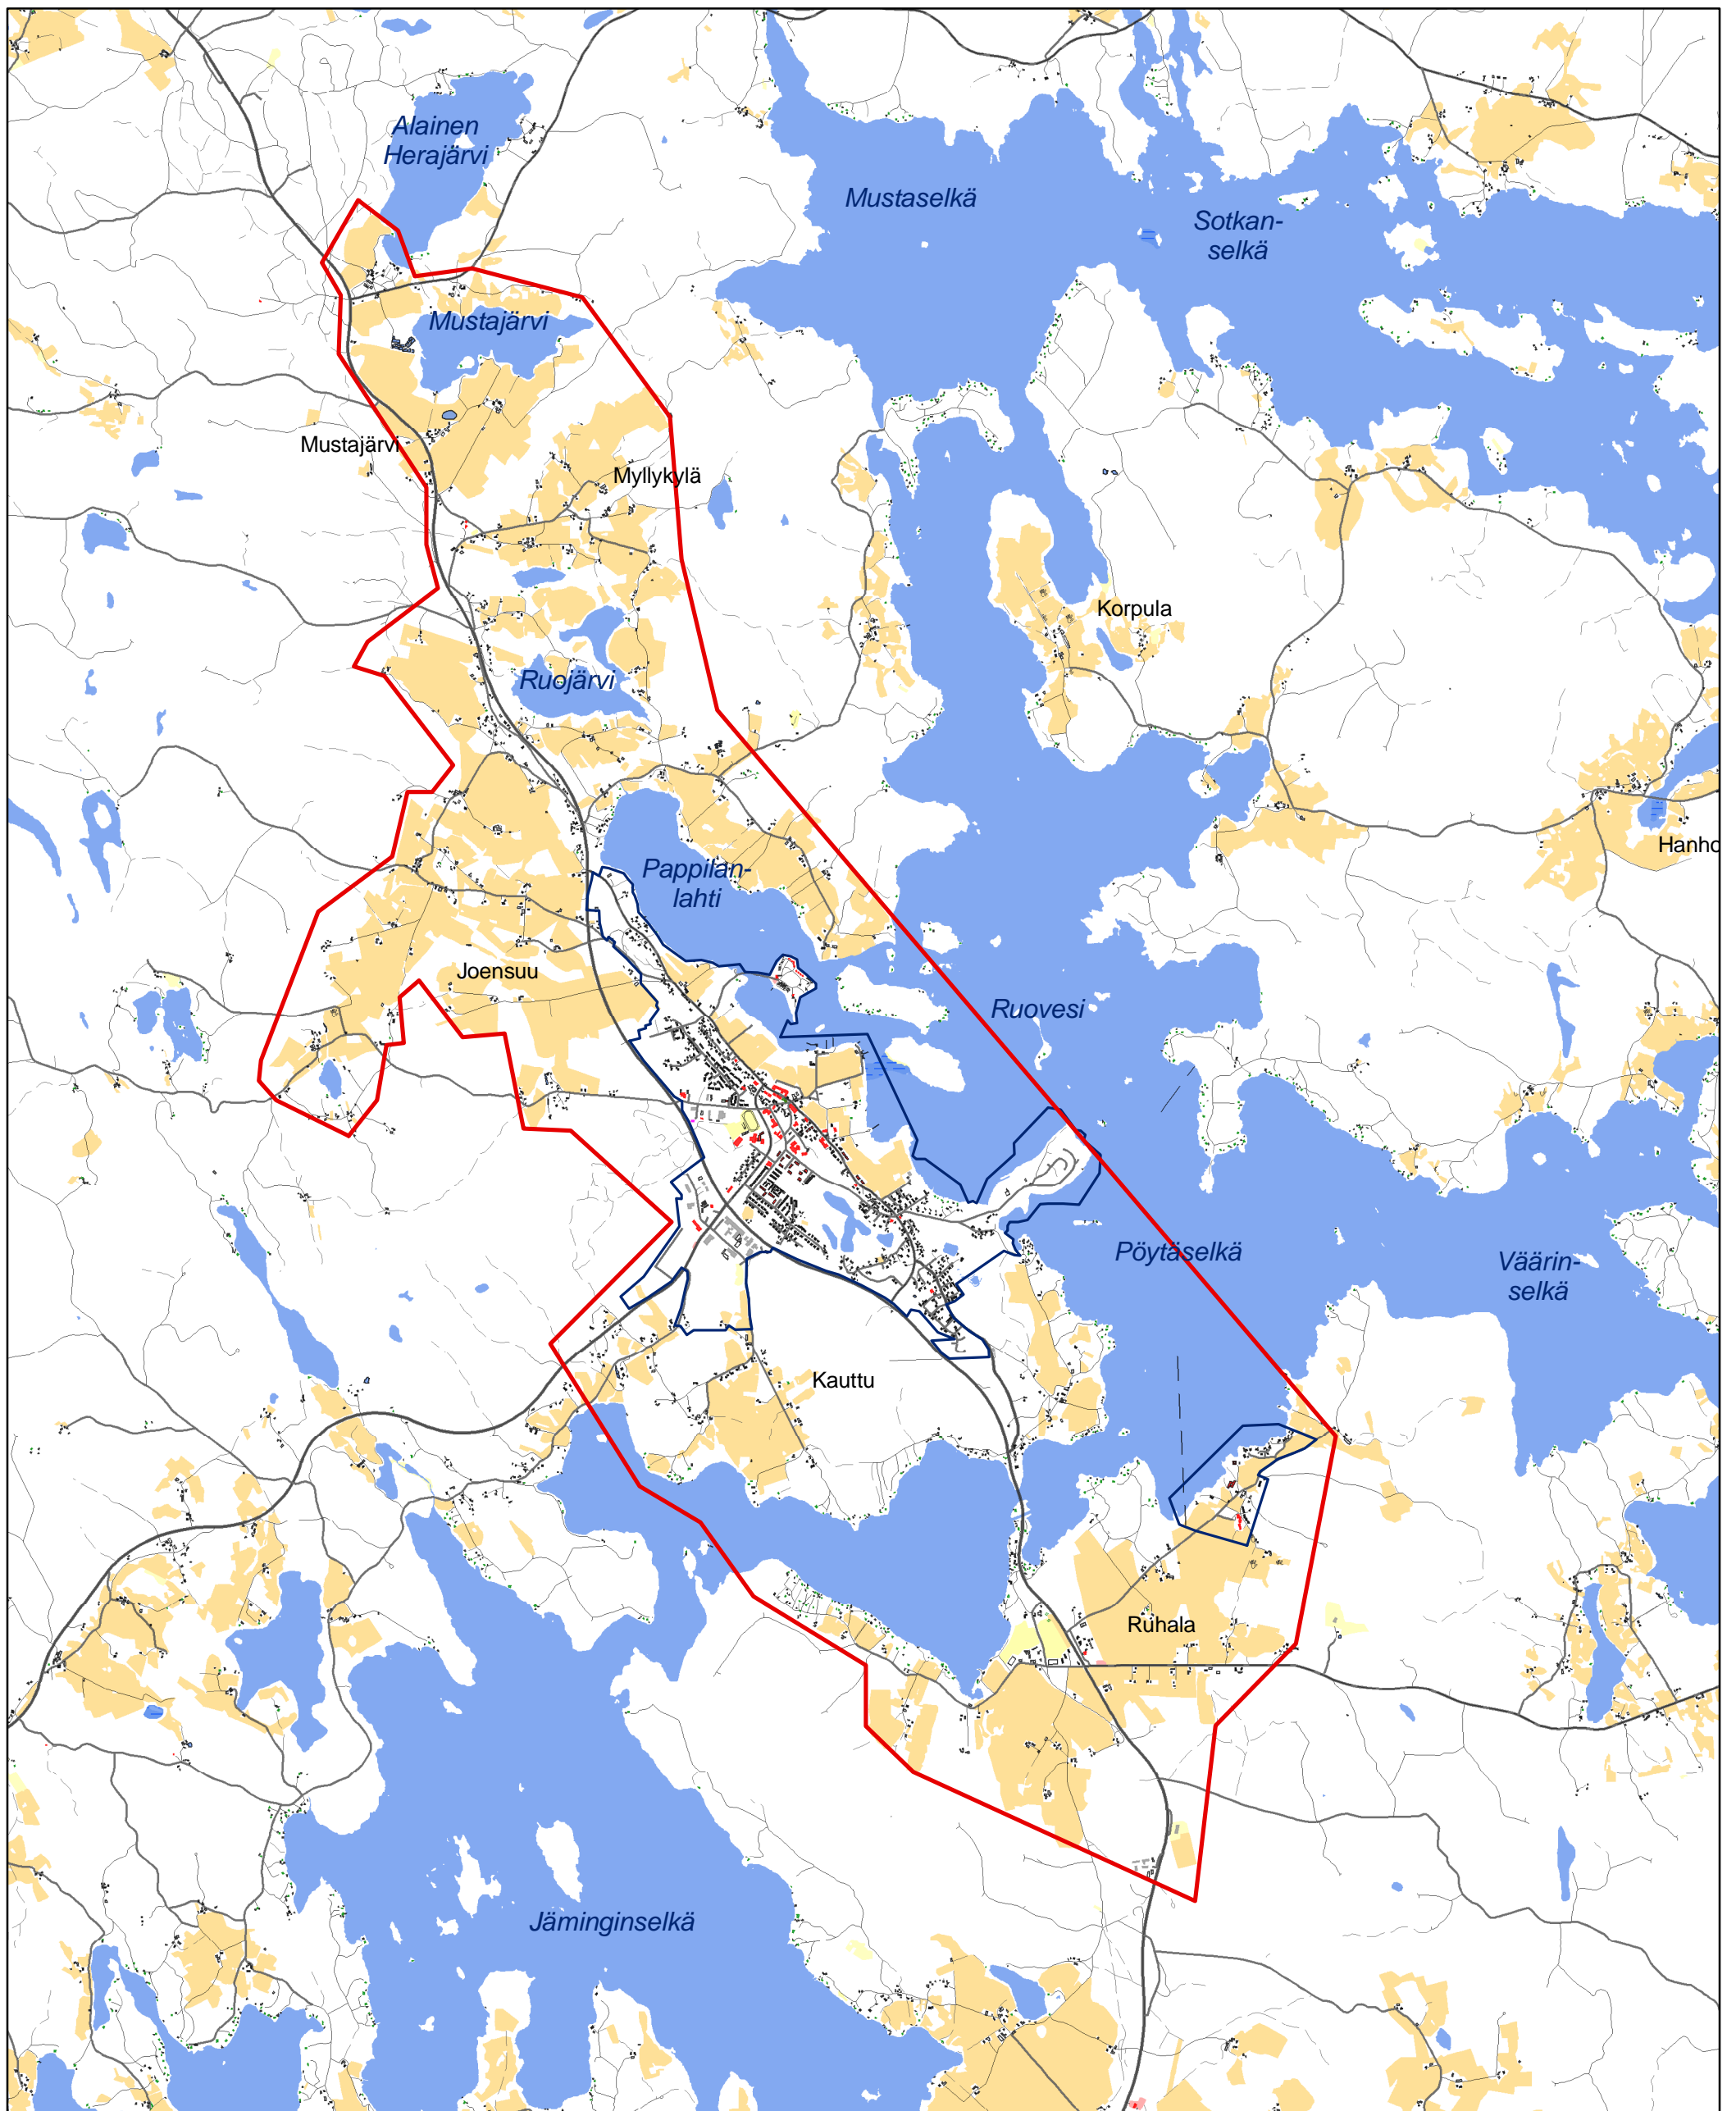 Alainen
Herajärvi
Mustaselkä
Sotkan-
selkä
Mustajärvi
Mustajärvi
Myllykylä
Korpula
Ruojärvi
Hanho
Pappilan-
lahti
Joensuu
Ruovesi
Pöytäselkä
Väärin-
selkä
Kauttu
Ruhala
Jäminginselkä